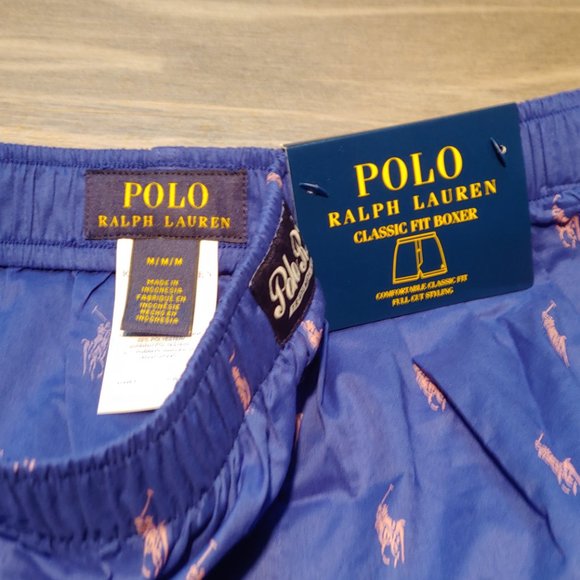 POLO
RALPH LAUREN
M/M/M
MADE IN
INDONESIA
FABRIQUÉ EN
INDONÉSIE
HECHO EN
INDONESIA
Polo
POLO
RALPH LAUREN
CLASSIC FIT BOXER
COMFORTABLE CLASSIC FIT
FULL CUT STYLING